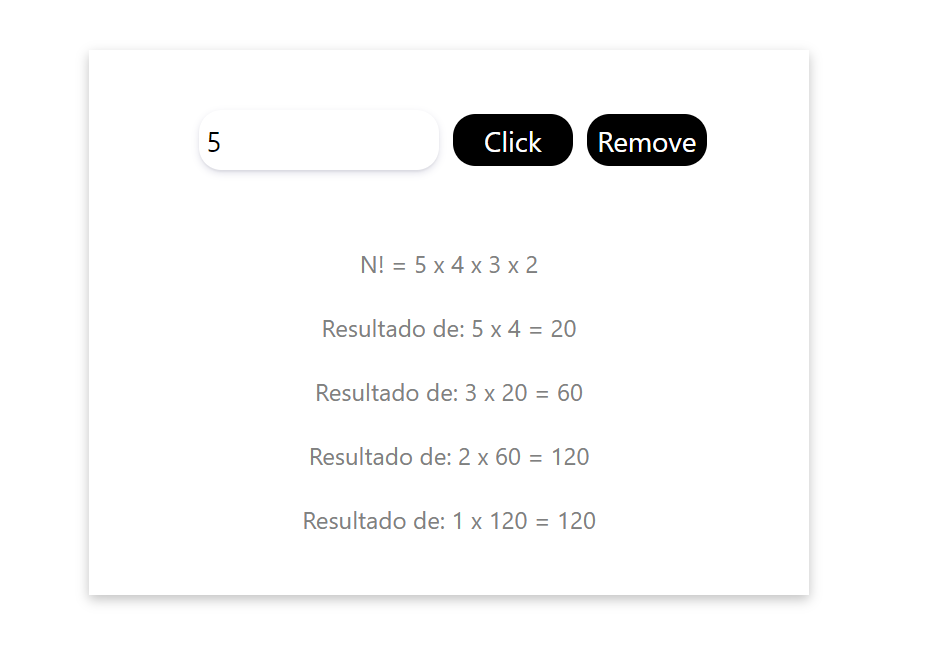 5 Click Remove
N! = 5 x 4 x 3 x 2
Resultado de: 5 x 4 = 20
Resultado de: 3 x 20 = 60
Resultado de: 2 x 60 = 120
Resultado de: 1 x 120 = 120